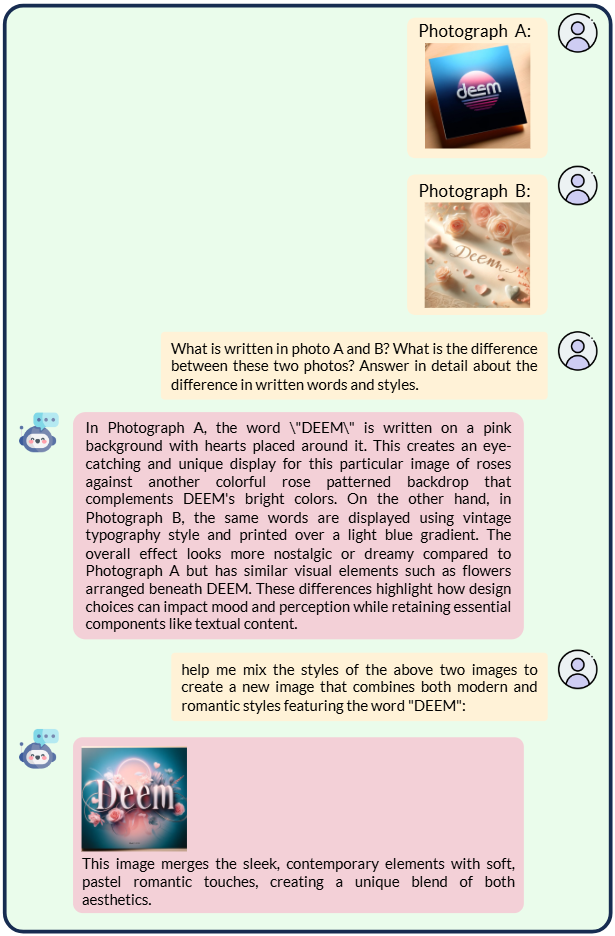 Photograph A:
deem
Photograph B:
Deem
What is written in photo A and B? What is the difference
between these two photos? Answer in detail about the
difference in written words and styles.
In Photograph A, the word \"DEEM\" is written on a pink
background with hearts placed around it. This creates an eye-
catching and unique display for this particular image of roses
against another colorful rose patterned backdrop that
complements DEEM's bright colors. On the other hand, in
Photograph B, the same words are displayed using vintage
typography style and printed over a light blue gradient. The
overall effect looks more nostalgic or dreamy compared to
Photograph A but has similar visual elements such as flowers
arranged beneath DEEM. These differences highlight how design
choices can impact mood and perception while retaining essential
components like textual content.
help me mix the styles of the above two images to
create a new image that combines both modern and
romantic styles featuring the word "DEEM":
Deem
This image merges the sleek, contemporary elements with soft,
pastel romantic touches, creating a unique blend of both
aesthetics.